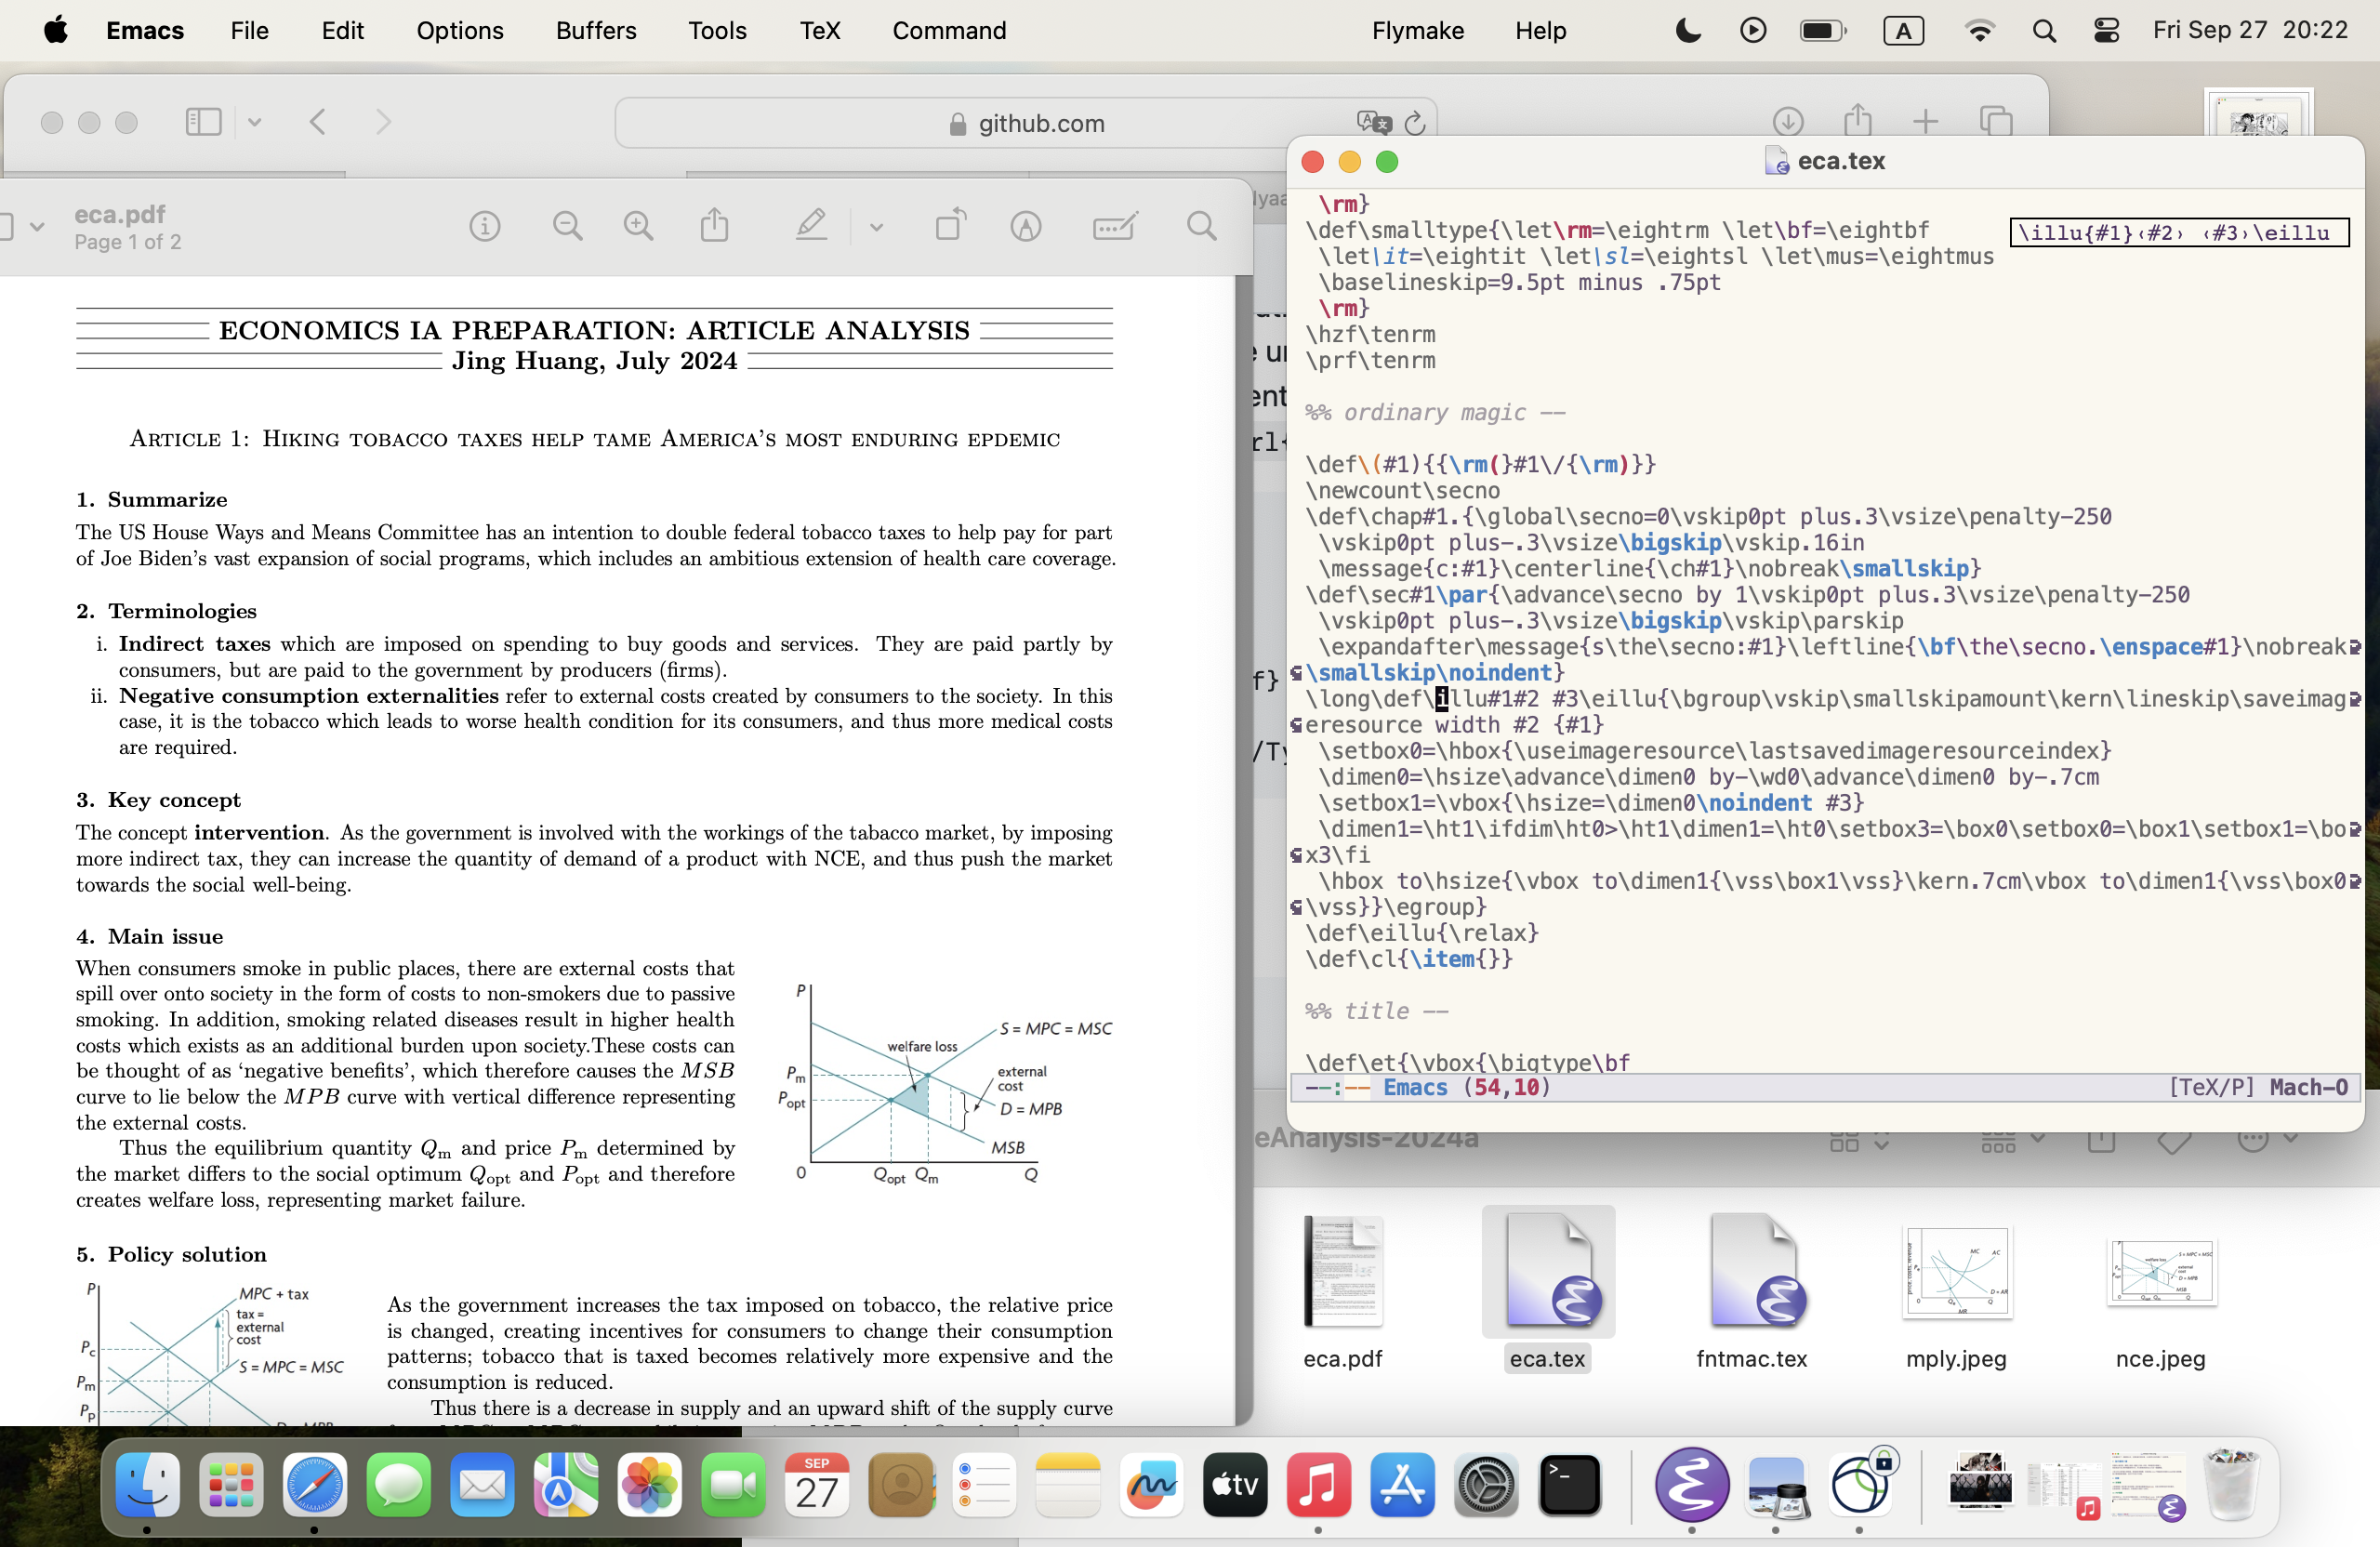 Emacs File Edit Options Buffers Tools TeX Command Flymake Help A Fri Sep 27 20:22
github.com
eca.pdf
Page 1 of 2
ECONOMICS IA PREPARATION: ARTICLE ANALYSIS
Jing Huang, July 2024
ARTICLE 1: HIKING TOBACCO TAXES HELP TAME AMERICA'S MOST ENDURING EPDEMIC
1. Summarize
The US House Ways and Means Committee has an intention to double federal tobacco taxes to help pay for part
of Joe Biden's vast expansion of social programs, which includes an ambitious extension of health care coverage.
2. Terminologies
i. Indirect taxes which are imposed on spending to buy goods and services. They are paid partly by
consumers, but are paid to the government by producers (firms).
ii. Negative consumption externalities refer to external costs created by consumers to the society. In this
case, it is the tobacco which leads to worse health condition for its consumers, and thus more medical costs
are required.
3. Key concept
The concept intervention. As the government is involved with the workings of the tabacco market, by imposing
more indirect tax, they can increase the quantity of demand of a product with NCE, and thus push the market
towards the social well-being.
4. Main issue
When consumers smoke in public places, there are external costs that
spill over onto society in the form of costs to non-smokers due to passive
smoking. In addition, smoking related diseases result in higher health
costs which exists as an additional burden upon society.These costs can
be thought of as ‘negative benefits’, which therefore causes the MSB
curve to lie below the MPB curve with vertical difference representing
the external costs.
Thus the equilibrium quantity Qm and price Pm determined by
the market differs to the social optimum Qopt and Popt and therefore
creates welfare loss, representing market failure.
P
S = MPC = MSC
welfare loss
Pm
external
cost
Popt
D = MPB
MSB
0 Qopt Qm Q
5. Policy solution
P
MPC + tax
tax =
external
cost
Pc
S = MPC = MSC
Pm
Pp
As the government increases the tax imposed on tobacco, the relative price
is changed, creating incentives for consumers to change their consumption
patterns; tobacco that is taxed becomes relatively more expensive and the
consumption is reduced.
Thus there is a decrease in supply and an upward shift of the supply curve
eca.tex
\rm}
\def\smalltype{\let\rm=\eightrm \let\bf=\eightbf
\illu{#1}‹#2› ‹#3›\eillu
\let\it=\eightit \let\sl=\eightsl \let\mus=\eightmus
\baselineskip=9.5pt minus .75pt
\rm}
\hzf\tenrm
\prf\tenrm
%% ordinary magic --
\def\(#1){{\rm(}#1\/{\rm)}}
\newcount\secno
\def\chap#1.{\global\secno=0\vskip0pt plus.3\vsize\penalty-250
\vskip0pt plus-.3\vsize\bigskip\vskip.16in
\message{c:#1}\centerline{\ch#1}\nobreak\smallskip}
\def\sec#1\par{\advance\secno by 1\vskip0pt plus.3\vsize\penalty-250
\vskip0pt plus-.3\vsize\bigskip\vskip\parskip
\expandafter\message{s\the\secno:#1}\leftline{\bf\the\secno.\enspace#1}\nobreak
\smallskip\noindent}
\long\def\illu#1#2 #3\eillu{\bgroup\vskip\smallskipamount\kern\lineskip\saveimag
eresource width #2 {#1}
\setbox0=\hbox{\useimageresource\lastsavedimageresourceindex}
\dimen0=\hsize\advance\dimen0 by-\wd0\advance\dimen0 by-.7cm
\setbox1=\vbox{\hsize=\dimen0\noindent #3}
\dimen1=\ht1\ifdim\ht0>\ht1\dimen1=\ht0\setbox3=\box0\setbox0=\box1\setbox1=\bo
x3\fi
\hbox to\hsize{\vbox to\dimen1{\vss\box1\vss}\kern.7cm\vbox to\dimen1{\vss\box0
\vss}}\egroup}
\def\eillu{\relax}
\def\cl{\item{}}
%% title --
\def\et{\vbox{\bigtype\bf
--:-- Emacs (54,10) [TeX/P] Mach-O
eAnalysis-2024a
eca.pdf eca.tex fntmac.tex mply.jpeg nce.jpeg
SEP
27
tv